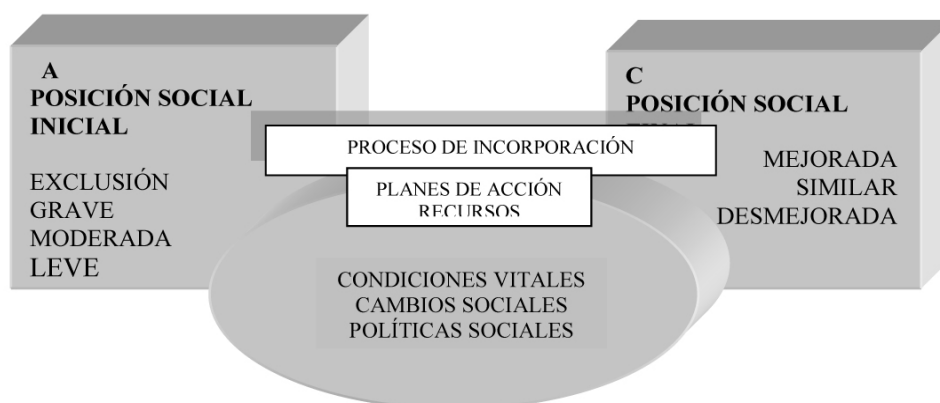 A
POSICIÓN SOCIAL
INICIAL
EXCLUSIÓN
GRAVE
MODERADA
LEVE
PROCESO DE INCORPORACIÓN
PLANES DE ACCIÓN
RECURSOS
CONDICIONES VITALES
CAMBIOS SOCIALES
POLÍTICAS SOCIALES
C
POSICIÓN SOCIAL
MEJORADA
SIMILAR
DESMEJORADA